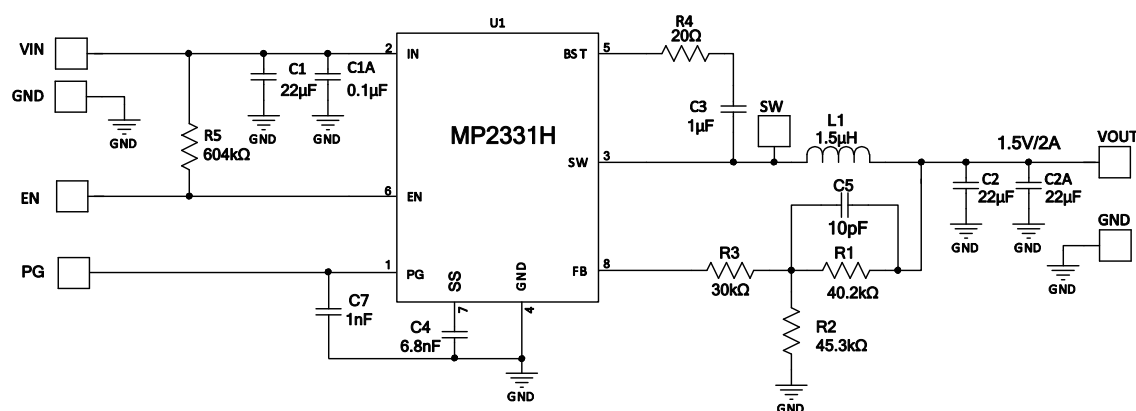 U1
VIN
2
IN
C1
22µF
C1A
0.1µF
GND
GND
GND
GND
R5
604kΩ
EN
6
EN
PG
1
PG
C7
1nF
SS
7
C4
6.8nF
GND
4
GND
MP2331H
BST
5
R4
20Ω
C3
1µF
SW
SW
3
L1
1.5µH
1.5V/2A
VOUT
C2
22µF
C2A
22µF
GND
GND
GND
GND
C5
10pF
FB
8
R3
30kΩ
R1
40.2kΩ
R2
45.3kΩ
GND